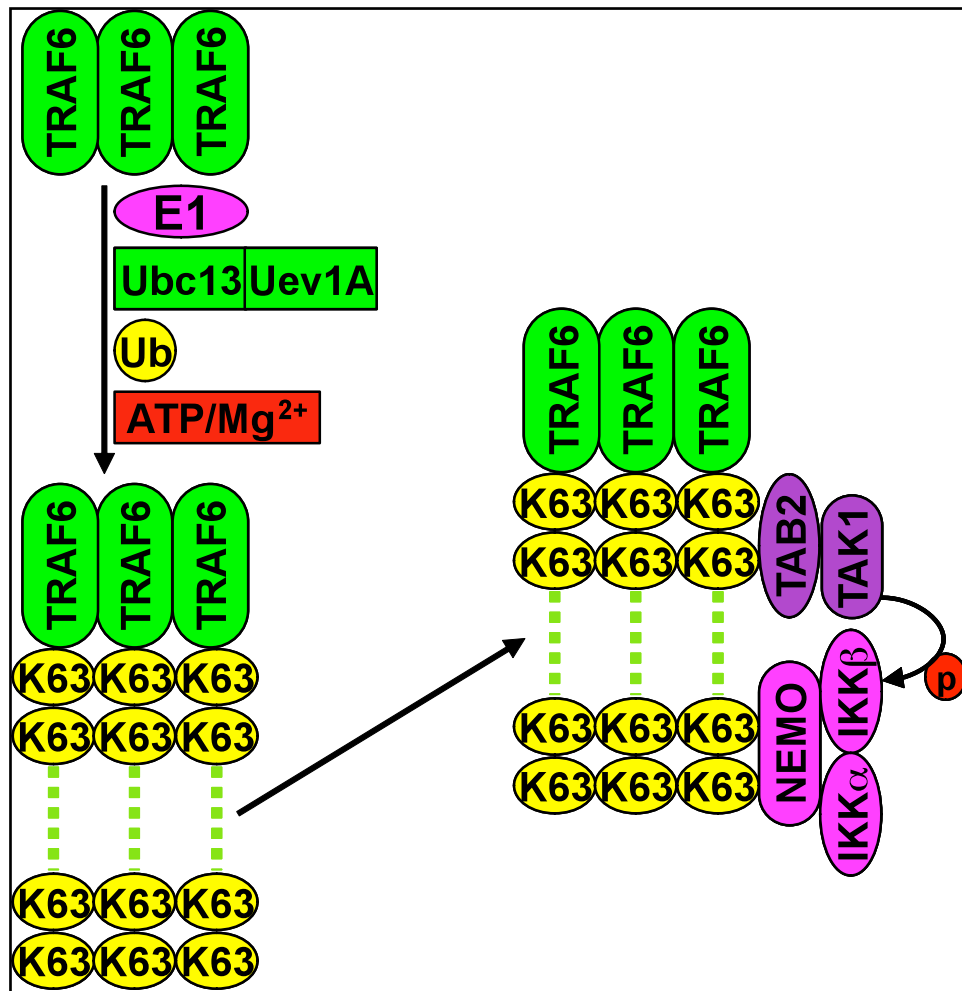 TRAF6 TRAF6 TRAF6
E1
Ubc13 Uev1A
Ub
ATP/Mg²⁺
TRAF6 TRAF6 TRAF6
K63 K63 K63
K63 K63 K63
K63 K63 K63
K63 K63 K63
TRAF6 TRAF6 TRAF6
K63 K63 K63
K63 K63 K63
TAB2 TAK1
p
K63 K63 K63
K63 K63 K63
NEMO
IKKβ
IKKα